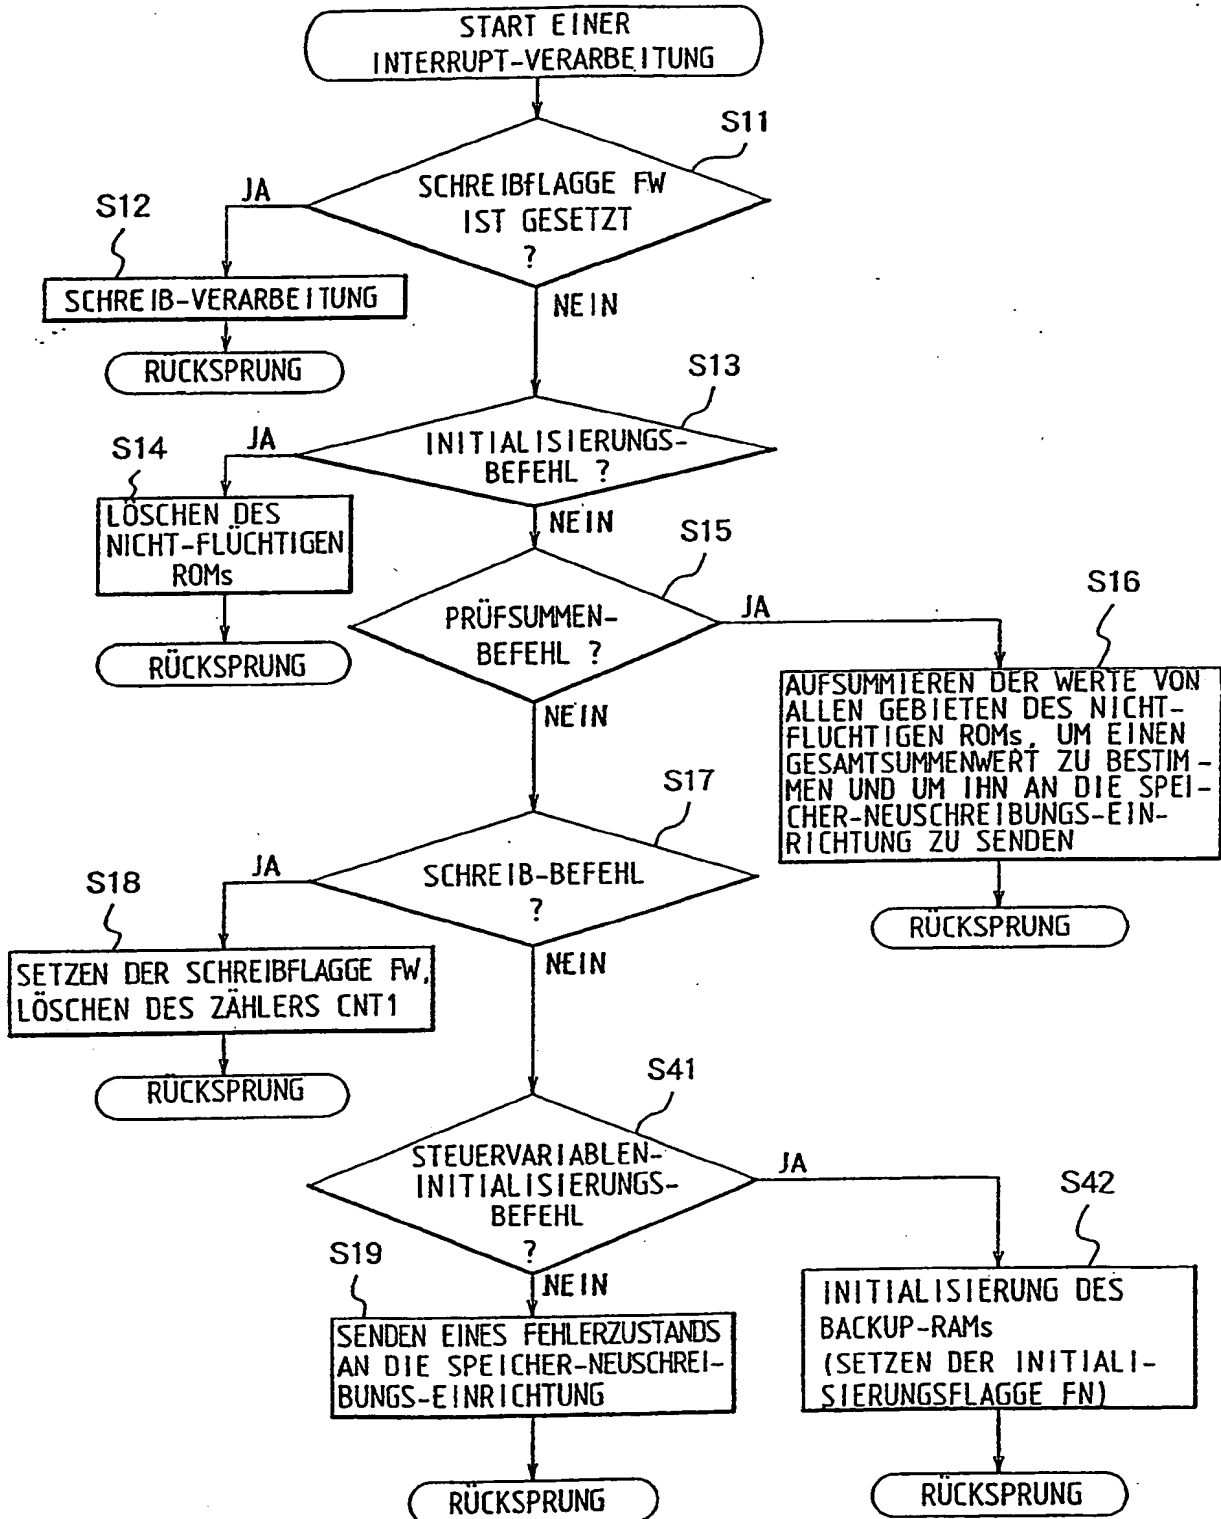 START EINER
INTERRUPT-VERARBEITUNG
S11
SCHREIBFLAGGE FW
IST GESETZT
?
JA
S12
SCHREIB-VERARBEITUNG
RÜCKSPRUNG
NEIN
S13
INITIALISIERUNGS-
BEFEHL ?
JA
S14
LÖSCHEN DES
NICHT-FLÜCHTIGEN
ROMs
RÜCKSPRUNG
NEIN
S15
PRÜFSUMMEN-
BEFEHL ?
JA
S16
AUFSUMMIEREN DER WERTE VON
ALLEN GEBIETEN DES NICHT-
FLUCHTIGEN ROMs, UM EINEN
GESAMTSUMMENWERT ZU BESTIM-
MEN UND UM IHN AN DIE SPEI-
CHER-NEUSCHREIBUNGS-EIN-
RICHTUNG ZU SENDEN
RÜCKSPRUNG
NEIN
S17
SCHREIB-BEFEHL
?
JA
S18
SETZEN DER SCHREIBFLAGGE FW,
LÖSCHEN DES ZÄHLERS CNT1
RÜCKSPRUNG
NEIN
S41
STEUERVARIABLEN-
INITIALISIERUNGS-
BEFEHL
?
JA
S42
INITIALISIERUNG DES
BACKUP-RAMs
(SETZEN DER INITIALI-
SIERUNGSFLAGGE FN)
RÜCKSPRUNG
NEIN
S19
SENDEN EINES FEHLERZUSTANDS
AN DIE SPEICHER-NEUSCHREI-
BUNGS-EINRICHTUNG
RÜCKSPRUNG